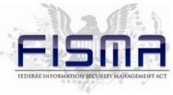 FISMA
FEDERAL INFORMATION SECURITY MANAGEMENT ACT